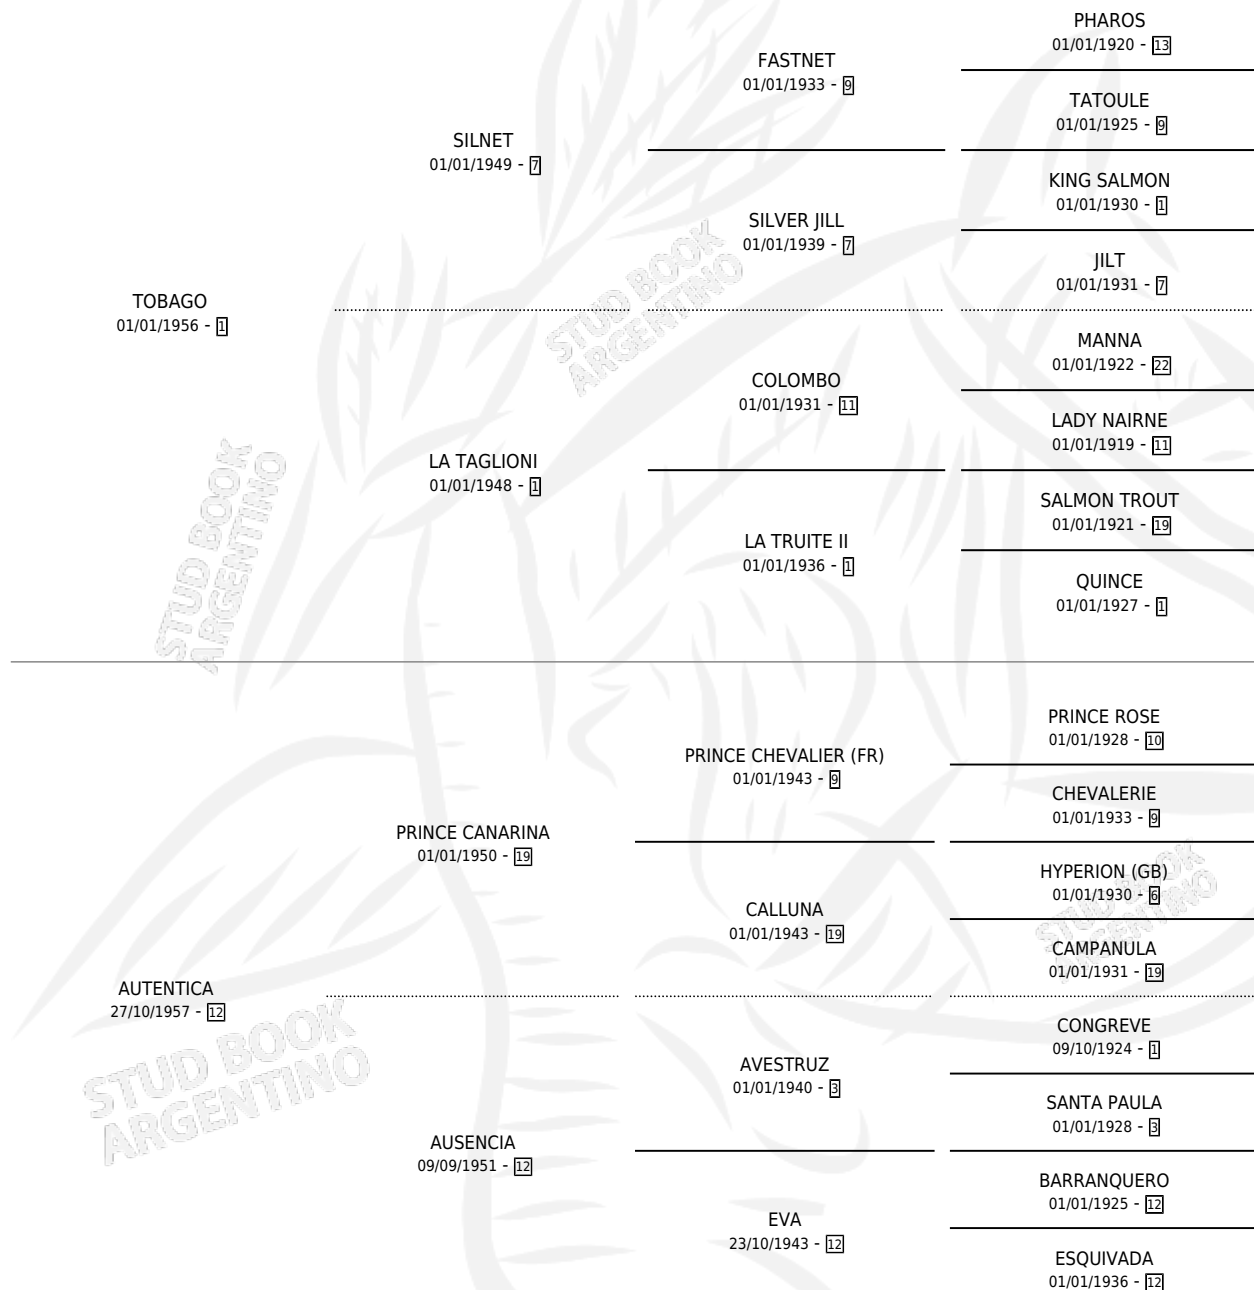 PHAROS
01/01/1920 - 13
FASTNET
01/01/1933 - 9
TATOULE
01/01/1925 - 9
SILNET
01/01/1949 - 7
KING SALMON
01/01/1930 - 1
SILVER JILL
01/01/1939 - 7
JILT
01/01/1931 - 7
TOBAGO
01/01/1956 - 1
MANNA
01/01/1922 - 22
COLOMBO
01/01/1931 - 11
LADY NAIRNE
01/01/1919 - 11
LA TAGLIONI
01/01/1948 - 1
SALMON TROUT
01/01/1921 - 19
LA TRUITE II
01/01/1936 - 1
QUINCE
01/01/1927 - 1
STUD BOOK
ARGENTINO
STUD BOOK
ARGENTINO
PRINCE ROSE
01/01/1928 - 10
PRINCE CHEVALIER (FR)
01/01/1943 - 9
CHEVALERIE
01/01/1933 - 9
PRINCE CANARINA
01/01/1950 - 19
HYPERION (GB)
01/01/1930 - 6
CALLUNA
01/01/1943 - 19
CAMPANULA
01/01/1931 - 19
AUTENTICA
27/10/1957 - 12
CONGREVE
09/10/1924 - 1
AVESTRUZ
01/01/1940 - 3
SANTA PAULA
01/01/1928 - 3
AUSENCIA
09/09/1951 - 12
BARRANQUERO
01/01/1925 - 12
EVA
23/10/1943 - 12
ESQUIVADA
01/01/1936 - 12
STUD BOOK
ARGENTINO
STUD BOOK
ARGENTINO